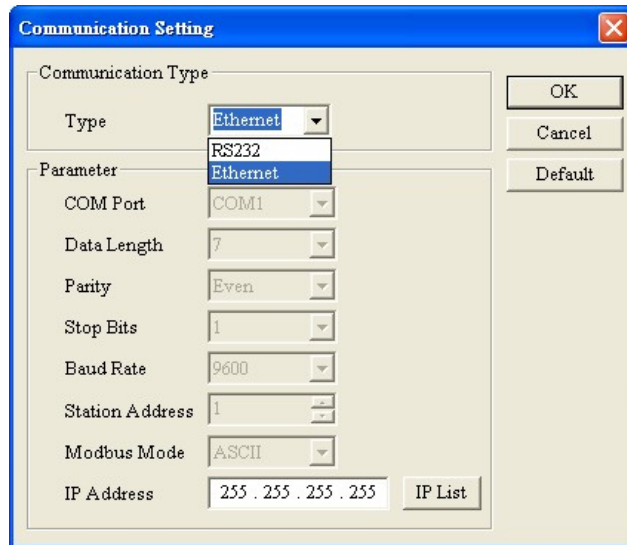 Communication Setting
Communication Type
Type Ethernet
RS232
Ethernet
OK
Cancel
Default
Parameter
COM Port COM1
Data Length 7
Parity Even
Stop Bits 1
Baud Rate 9600
Station Address 1
Modbus Mode ASCII
IP Address 255 . 255 . 255 . 255 IP List